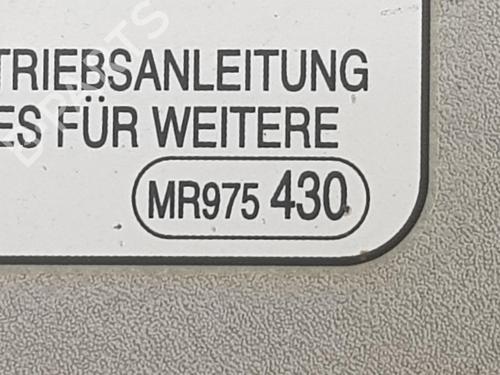 TRIEBSANLEITUNG
ES FÜR WEITERE
MR975 430